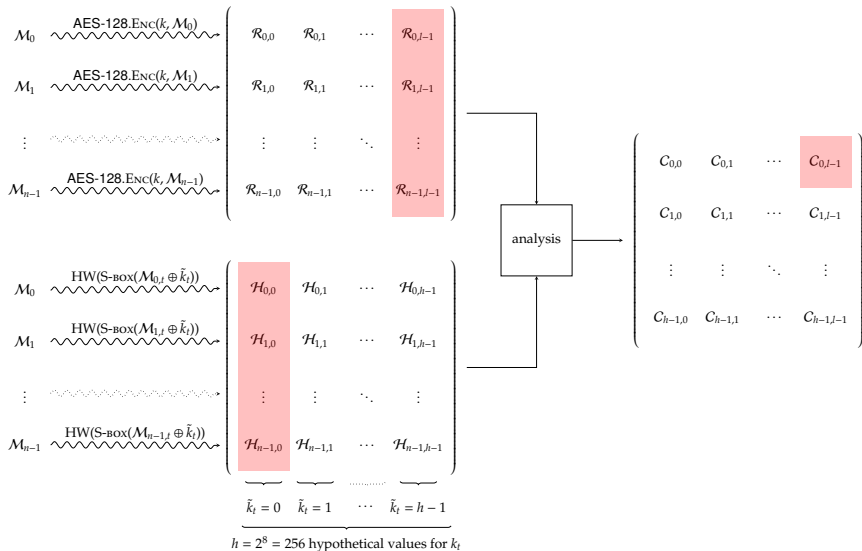 M₀ AES-128.Enc(k, M₀) R₀,₀ R₀,₁ ⋯ R₀,l−1
M₁ AES-128.Enc(k, M₁) R₁,₀ R₁,₁ ⋯ R₁,l−1
⋮ ⋮ ⋮ ⋱ ⋮
Mn−1 AES-128.Enc(k, Mn−1) Rn−1,0 Rn−1,1 ⋯ Rn−1,l−1
M₀ HW(S-box(M₀,t ⊕ k̃t)) H₀,₀ H₀,₁ ⋯ H₀,h−1
M₁ HW(S-box(M₁,t ⊕ k̃t)) H₁,₀ H₁,₁ ⋯ H₁,h−1
⋮ ⋮ ⋮ ⋱ ⋮
Mn−1 HW(S-box(Mn−1,t ⊕ k̃t)) Hn−1,0 Hn−1,1 ⋯ Hn−1,h−1
k̃t = 0 k̃t = 1 ⋯ k̃t = h − 1
h = 2⁸ = 256 hypothetical values for kt
analysis
C₀,₀ C₀,₁ ⋯ C₀,l−1
C₁,₀ C₁,₁ ⋯ C₁,l−1
⋮ ⋮ ⋱ ⋮
Ch−1,0 Ch−1,1 ⋯ Ch−1,l−1